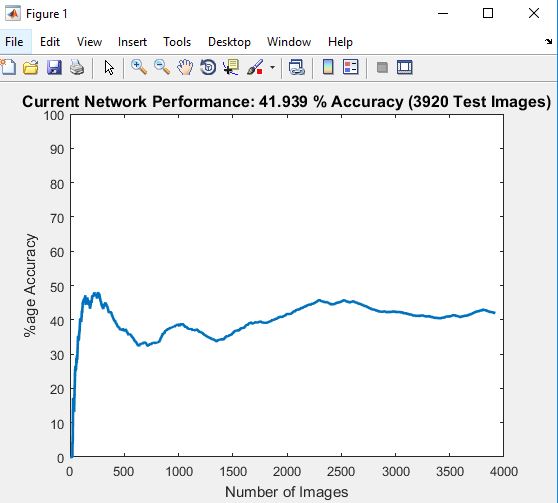 Figure 1
File Edit View Insert Tools Desktop Window Help
Current Network Performance: 41.939 % Accuracy (3920 Test Images)
100
90
80
70
60
50
40
30
20
10
0
%age Accuracy
0 500 1000 1500 2000 2500 3000 3500 4000
Number of Images